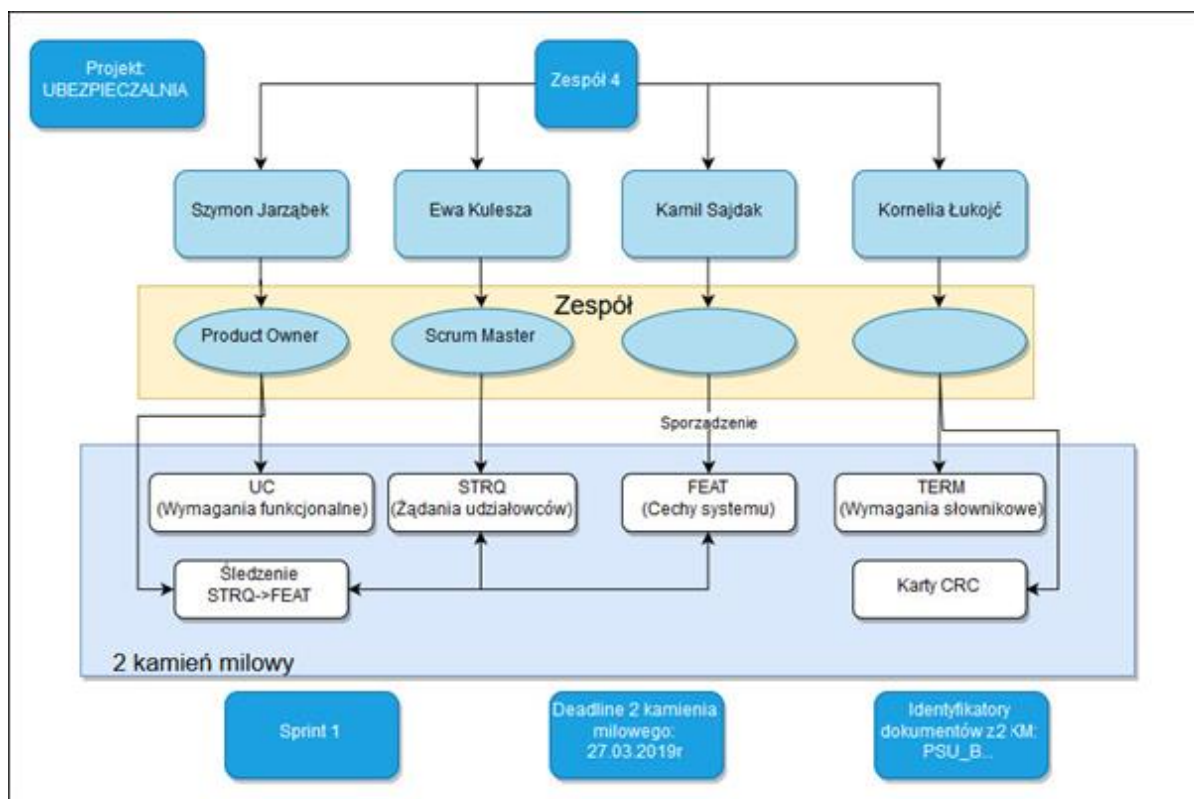 Projekt:
UBEZPIECZALNIA
Zespół 4
Szymon Jarząbek
Ewa Kulesza
Kamil Sajdak
Kornelia Łukojć
Zespół
Product Owner
Scrum Master
Sporządzenie
UC
(Wymagania funkcjonalne)
STRQ
(Żądania udziałowców)
FEAT
(Cechy systemu)
TERM
(Wymagania słownikowe)
Śledzenie
STRQ->FEAT
Karty CRC
2 kamień milowy
Sprint 1
Deadline 2 kamienia
milowego:
27.03.2019r
Identyfikatory
dokumentów z2 KM:
PSU_B...